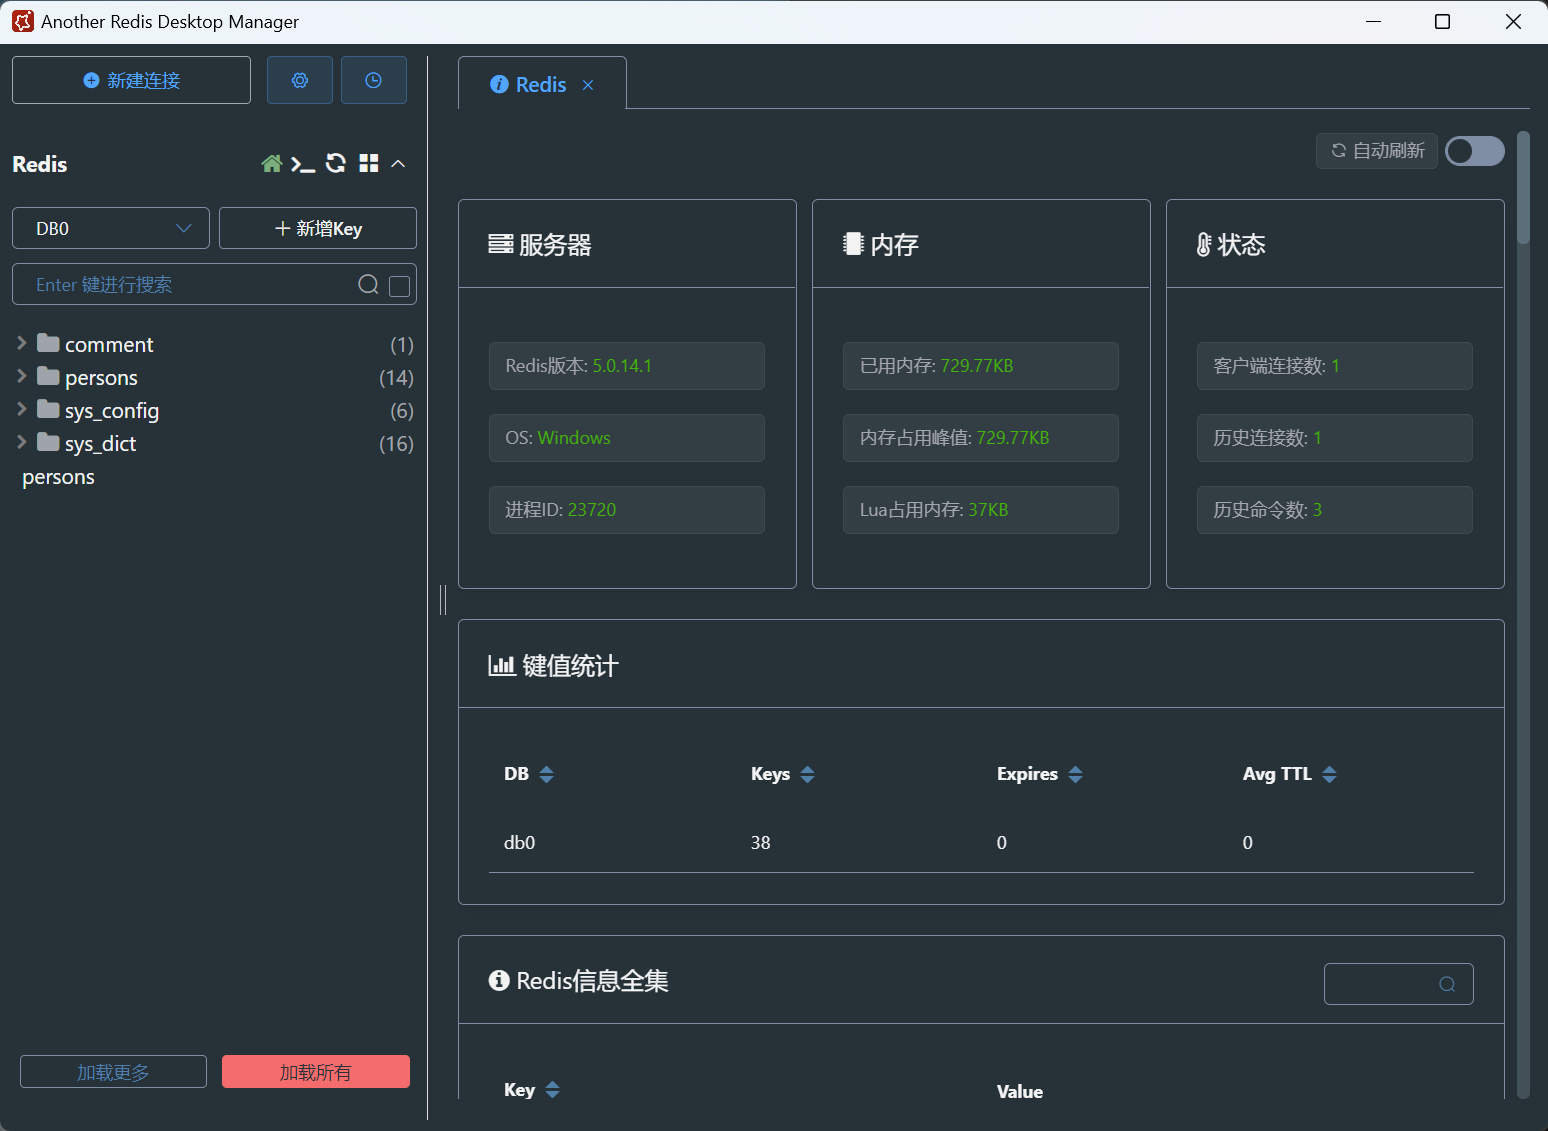 Another Redis Desktop Manager
新建连接
Redis
DB0
新增Key
Enter 键进行搜索
comment (1)
persons (14)
sys_config (6)
sys_dict (16)
persons
加载更多
加载所有
Redis
自动刷新
服务器
Redis版本: 5.0.14.1
OS: Windows
进程ID: 23720
内存
已用内存: 729.77KB
内存占用峰值: 729.77KB
Lua占用内存: 37KB
状态
客户端连接数: 1
历史连接数: 1
历史命令数: 3
键值统计
DB Keys Expires Avg TTL
db0 38 0 0
Redis信息全集
Key Value